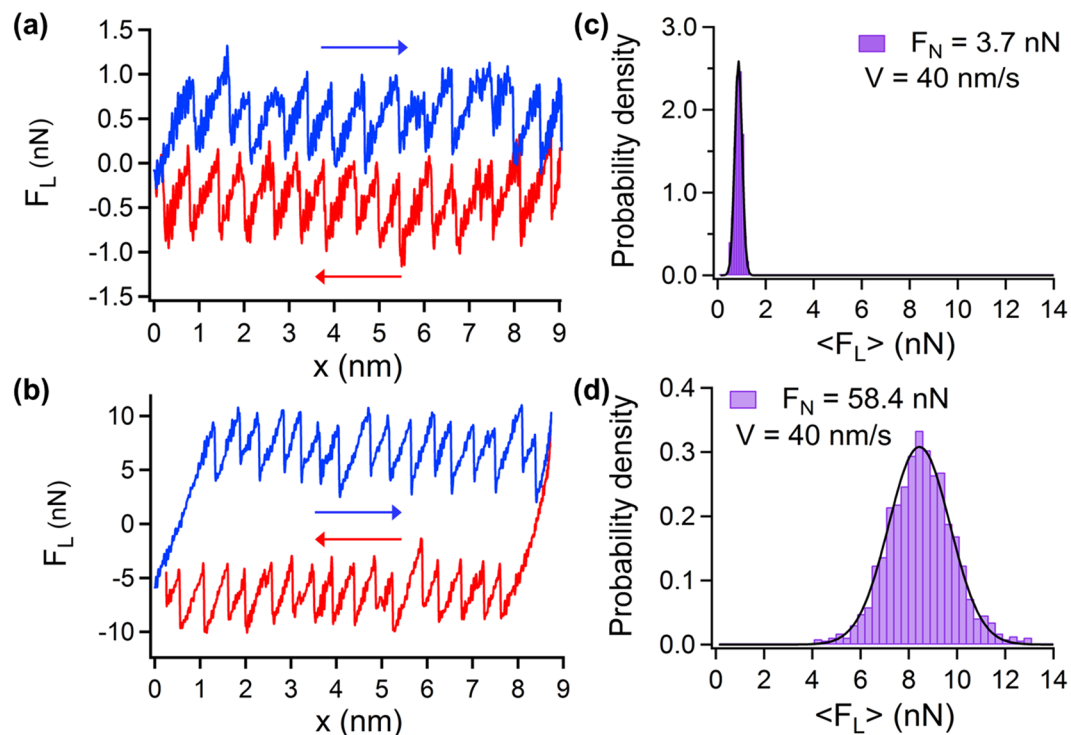 (a)
1.5
1.0
0.5
0.0
-0.5
-1.0
-1.5
F_L (nN)
0 1 2 3 4 5 6 7 8 9
x (nm)
(c)
3.0
2.0
1.0
0.0
Probability density
F_N = 3.7 nN
V = 40 nm/s
0 2 4 6 8 10 12 14
<F_L> (nN)
(b)
10
5
0
-5
-10
F_L (nN)
0 1 2 3 4 5 6 7 8 9
x (nm)
(d)
0.4
0.3
0.2
0.1
0.0
Probability density
F_N = 58.4 nN
V = 40 nm/s
0 2 4 6 8 10 12 14
<F_L> (nN)